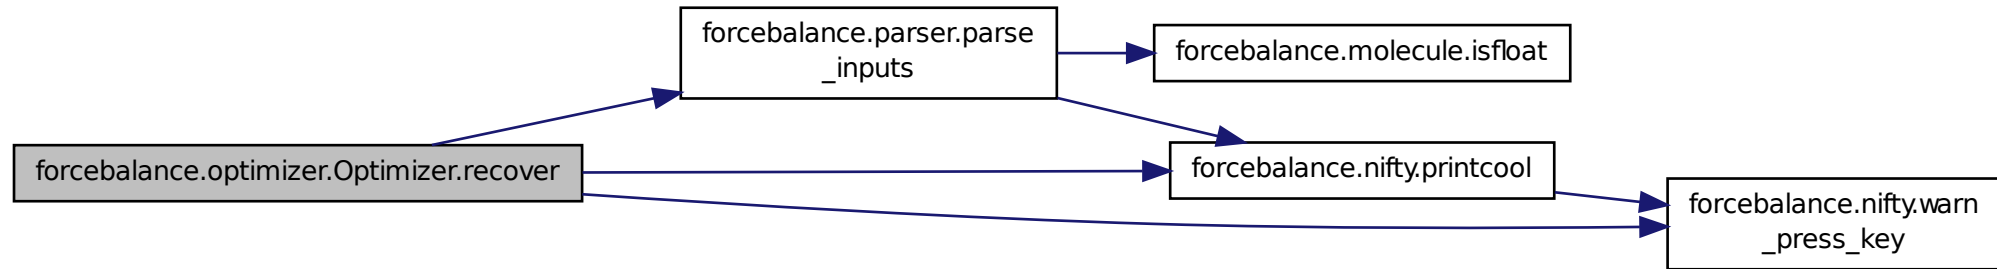 forcebalance.parser.parse
_inputs
forcebalance.molecule.isfloat
forcebalance.optimizer.Optimizer.recover
forcebalance.nifty.printcool
forcebalance.nifty.warn
_press_key